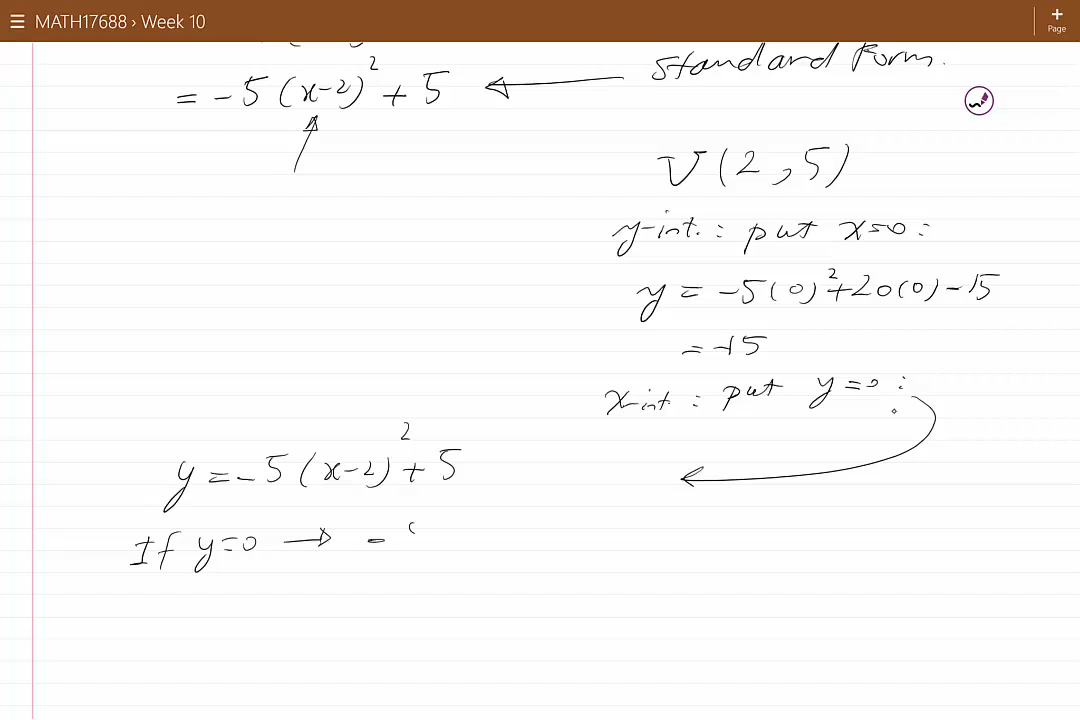 MATH17688 › Week 10
Page
standard form.
= -5(x-2)² + 5
V(2,5)
y-int. : put x=0 :
y = -5(0)²+20(0)-15
= -15
x-int. : put y=0 :
y = -5(x-2)² + 5
If y=0 → -